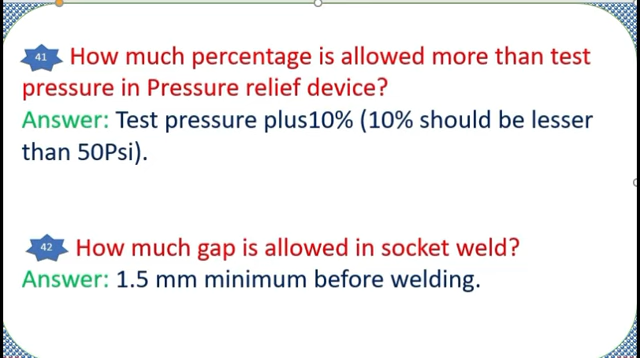 41 How much percentage is allowed more than test
pressure in Pressure relief device?
Answer: Test pressure plus10% (10% should be lesser
than 50Psi).
42 How much gap is allowed in socket weld?
Answer: 1.5 mm minimum before welding.